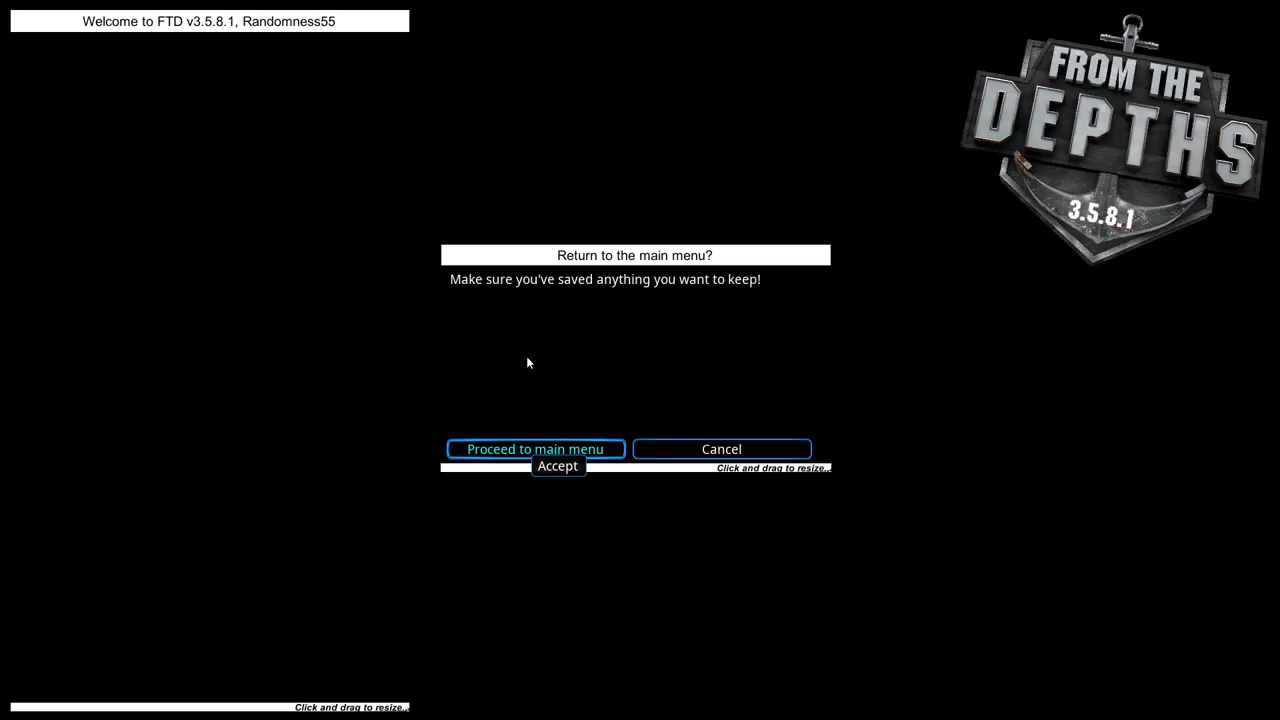 Welcome to FTD v3.5.8.1, Randomness55
FROM THE
DEPTHS
3.5.8.1
Return to the main menu?
Make sure you've saved anything you want to keep!
Proceed to main menu
Cancel
Accept
Click and drag to resize..
Click and drag to resize..